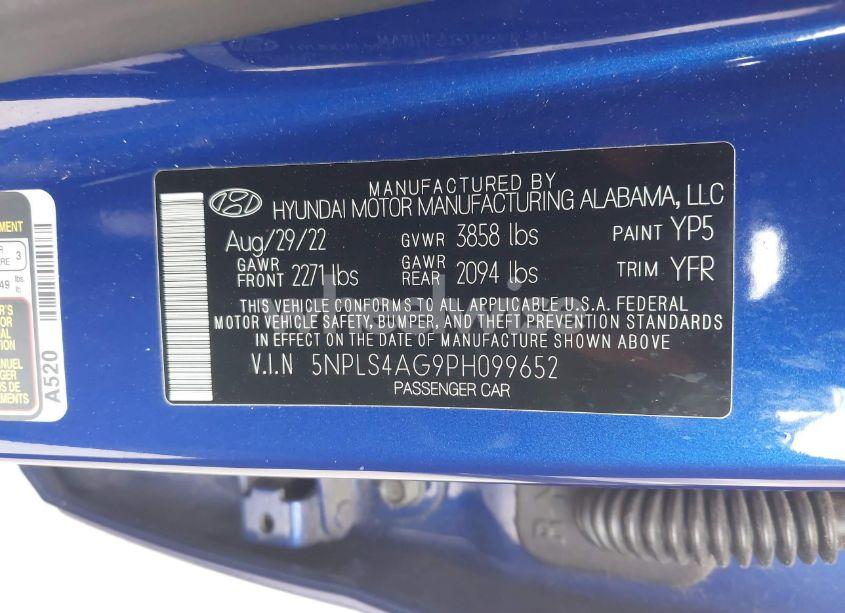 MANUFACTURED BY
HYUNDAI MOTOR MANUFACTURING ALABAMA, LLC
Aug/29/22 GVWR 3858 lbs PAINT YP5
GAWR FRONT 2271 lbs GAWR REAR 2094 lbs TRIM YFR
THIS VEHICLE CONFORMS TO ALL APPLICABLE U.S.A. FEDERAL
MOTOR VEHICLE SAFETY, BUMPER, AND THEFT PREVENTION STANDARDS
IN EFFECT ON THE DATE OF MANUFACTURE SHOWN ABOVE
V.I.N 5NPLS4AG9PH099652
PASSENGER CAR
A520
3